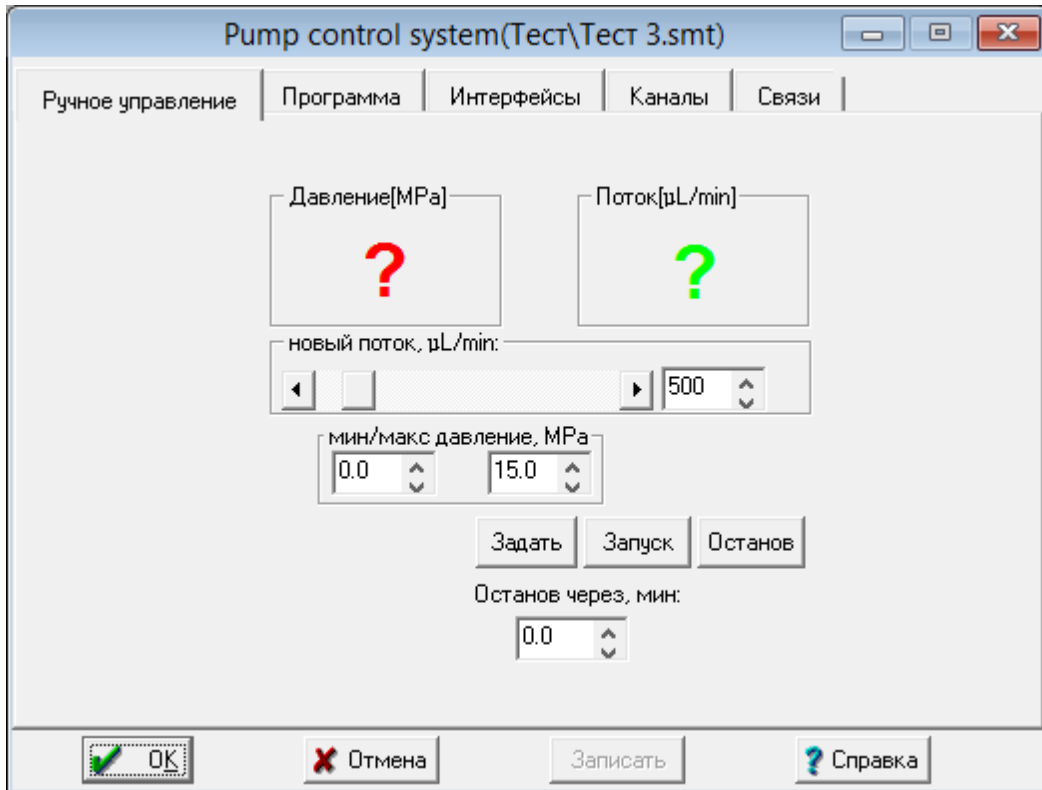 Pump control system(Тест\Тест 3.smt)
Ручное управление Программа Интерфейсы Каналы Связи
Давление[MPa] Поток[µL/min]
? ?
новый поток, µL/min:
500
мин/макс давление, MPa
0.0 15.0
Задать Запуск Останов
Останов через, мин:
0.0
OK Отмена Записать ? Справка